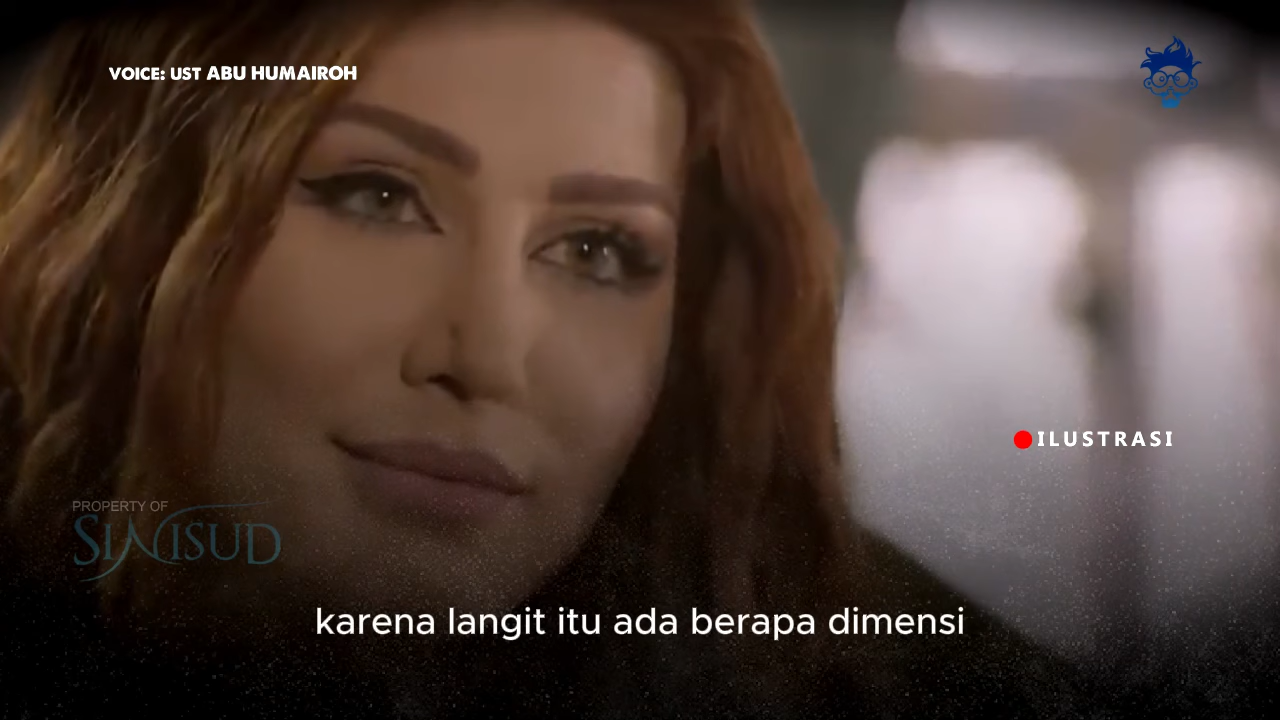 VOICE: UST ABU HUMAIROH
ILUSTRASI
PROPERTY OF
SINISUD
karena langit itu ada berapa dimensi